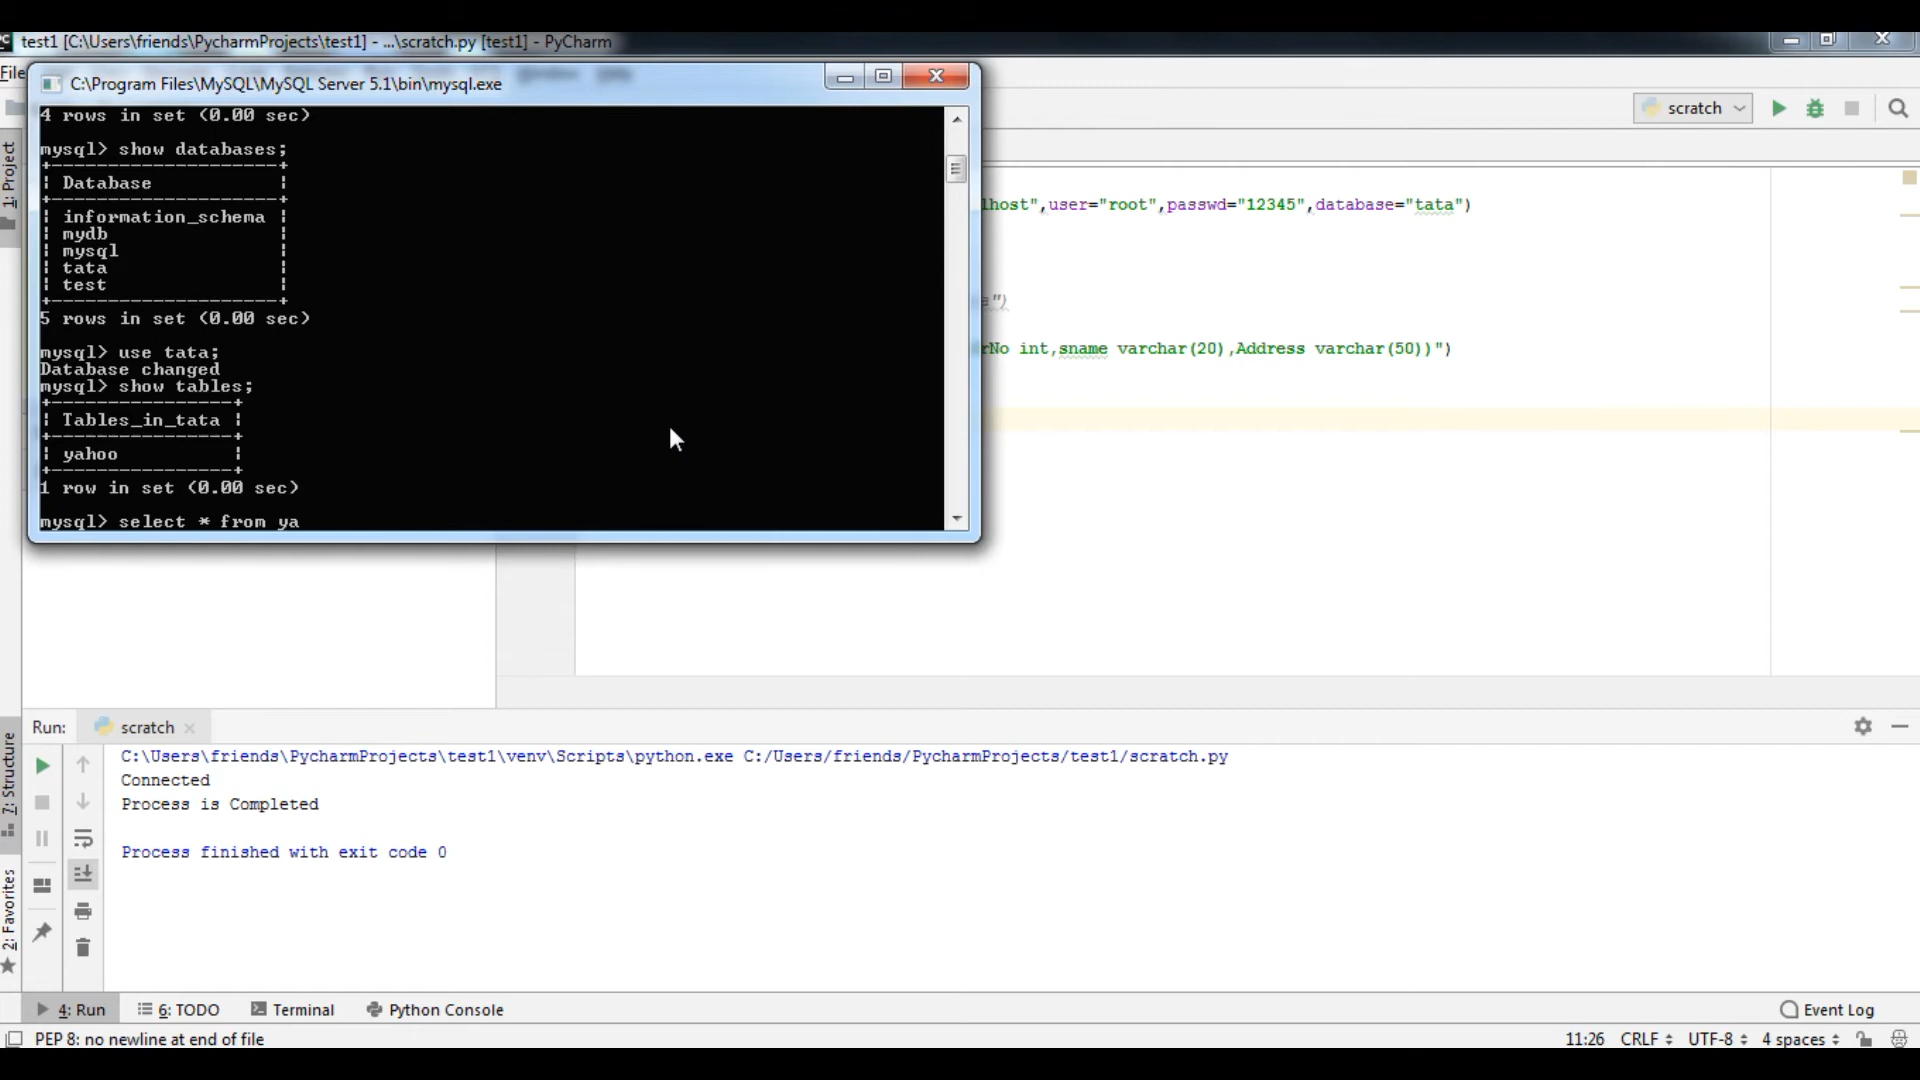 test1 [C:\Users\friends\PycharmProjects\test1] - ...\scratch.py [test1] - PyCharm
File
C:\Program Files\MySQL\MySQL Server 5.1\bin\mysql.exe
4 rows in set (0.00 sec)
mysql> show databases;
Database
information_schema
mydb
mysql
tata
test
5 rows in set (0.00 sec)
mysql> use tata;
Database changed
mysql> show tables;
Tables_in_tata
yahoo
1 row in set (0.00 sec)
mysql> select * from ya
scratch
1: Project
lhost",user="root",passwd="12345",database="tata")
")
rNo int,sname varchar(20),Address varchar(50))")
Run:
scratch
C:\Users\friends\PycharmProjects\test1\venv\Scripts\python.exe C:/Users/friends/PycharmProjects/test1/scratch.py
Connected
Process is Completed
Process finished with exit code 0
7: Structure
2: Favorites
4: Run
6: TODO
Terminal
Python Console
Event Log
PEP 8: no newline at end of file
11:26
CRLF
UTF-8
4 spaces